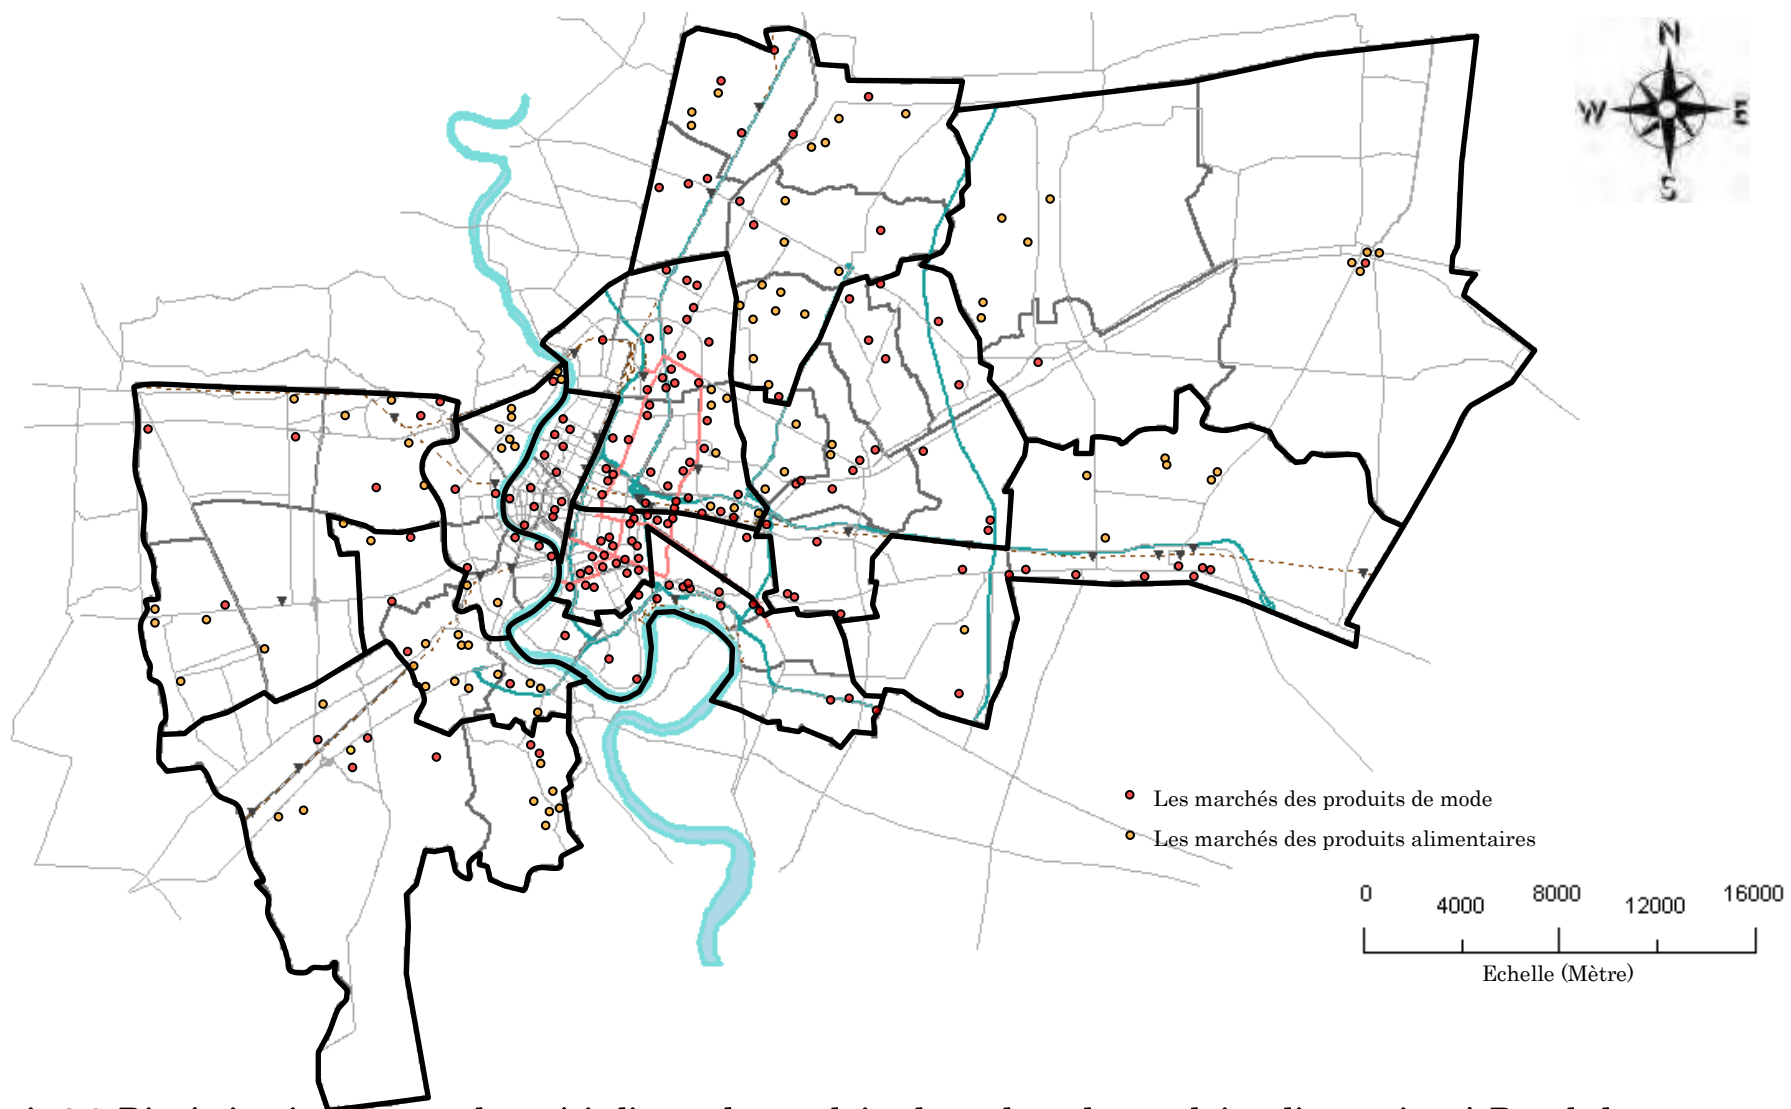 N
W
E
S
Les marchés des produits de mode
Les marchés des produits alimentaires
0 4000 8000 12000 16000
Echelle (Mètre)